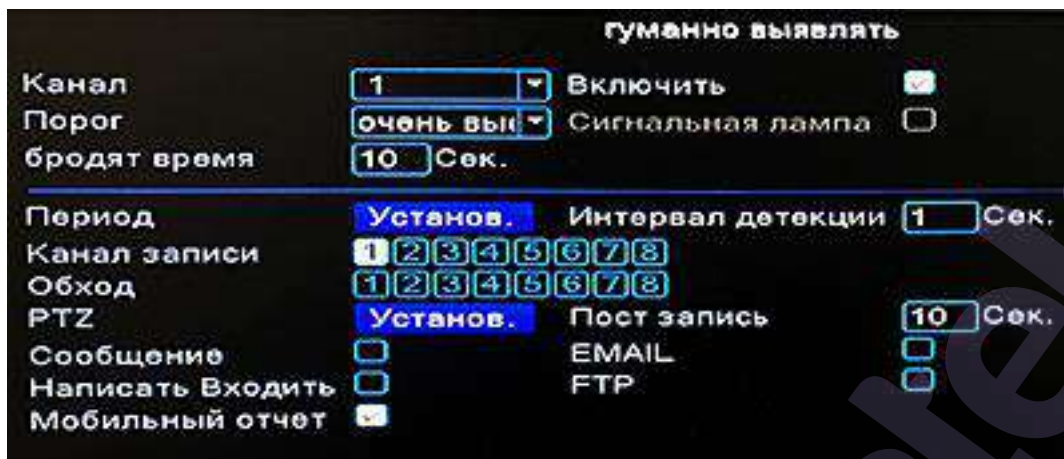 гуманно выявлять
Канал 1 Включить
Порог очень выс Сигнальная лампа
бродят время 10 Сек.
Период Установ. Интервал детекции 1 Сек.
Канал записи 1 2 3 4 5 6 7 8
Обход 1 2 3 4 5 6 7 8
PTZ Установ. Пост запись 10 Сек.
Сообщение EMAIL
Написать Входить FTP
Мобильный отчет